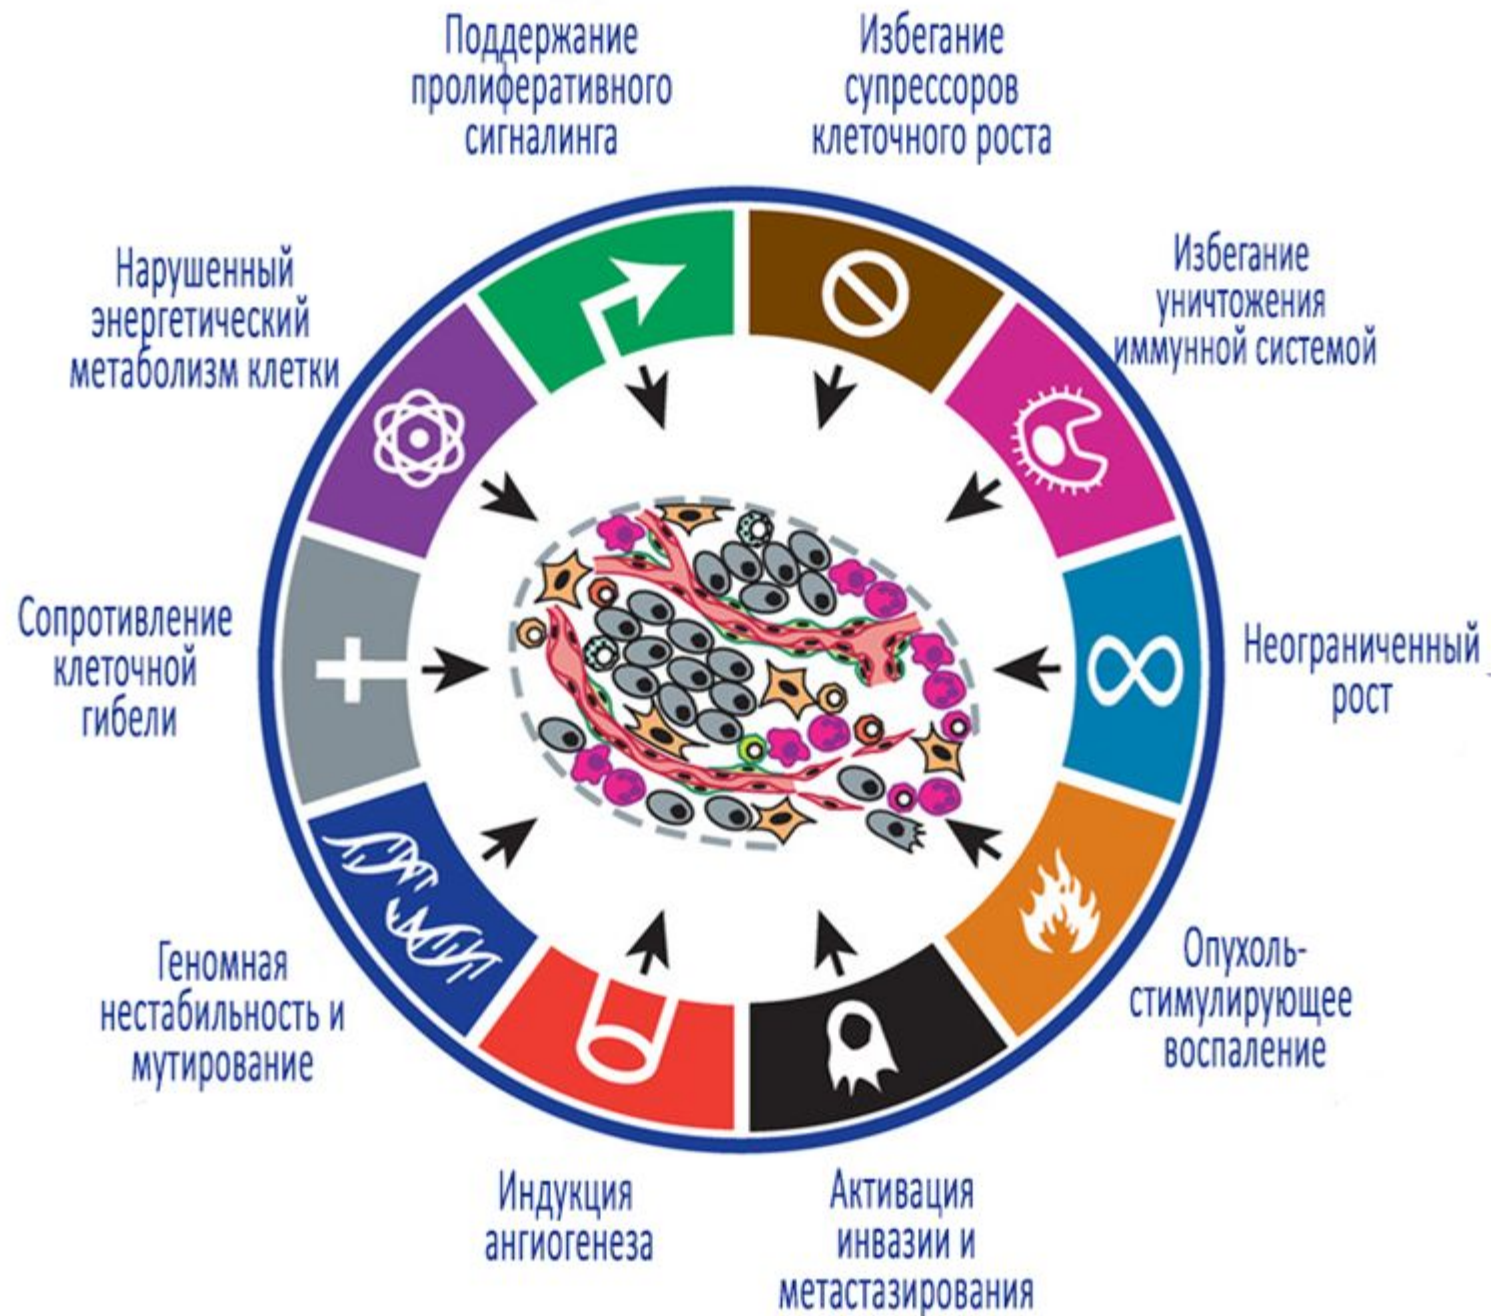 Поддержание
пролиферативного
сигналинга
Избегание
супрессоров
клеточного роста
Избегание
уничтожения
иммунной системой
Неограниченный
рост
Опухоль-
стимулирующее
воспаление
Активация
инвазии и
метастазирования
Индукция
ангиогенеза
Геномная
нестабильность и
мутирование
Сопротивление
клеточной
гибели
Нарушенный
энергетический
метаболизм клетки